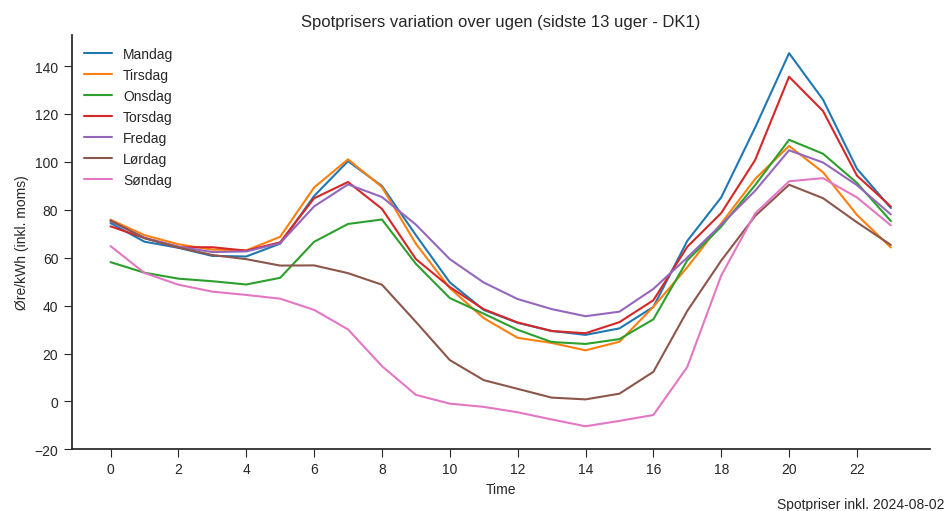 Spotprisers variation over ugen (sidste 13 uger - DK1)
Mandag
Tirsdag
Onsdag
Torsdag
Fredag
Lørdag
Søndag
Øre/kWh (inkl. moms)
140
120
100
80
60
40
20
0
−20
0 2 4 6 8 10 12 14 16 18 20 22
Time
Spotpriser inkl. 2024-08-02